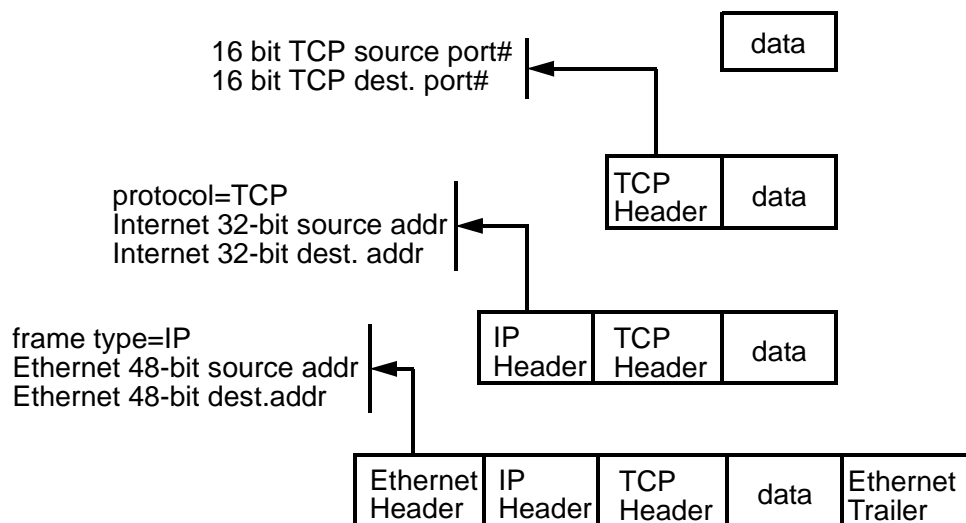 data
16 bit TCP source port#
16 bit TCP dest. port#
TCP
Header
data
protocol=TCP
Internet 32-bit source addr
Internet 32-bit dest. addr
IP
Header
TCP
Header
data
frame type=IP
Ethernet 48-bit source addr
Ethernet 48-bit dest.addr
Ethernet
Header
IP
Header
TCP
Header
data
Ethernet
Trailer